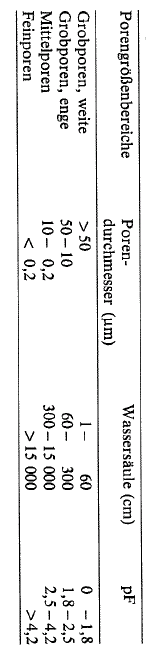 Porengrößenbereiche Poren- Wassersäule (cm) pF
durchmesser (μm)
Grobporen, weite > 50 1 – 60 0 – 1,8
Grobporen, enge 50 – 10 60 – 300 1,8 – 2,5
Mittelporen 10 – 0,2 300 – 15 000 2,5 – 4,2
Feinporen < 0,2 > 15 000 > 4,2